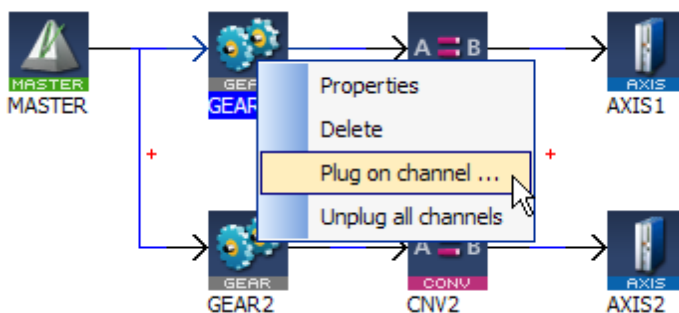 A B
MASTER
MASTER
GEAR
AXIS
AXIS1
Properties
Delete
Plug on channel ...
Unplug all channels
A B
GEAR
GEAR2
CONV
CNV2
AXIS
AXIS2